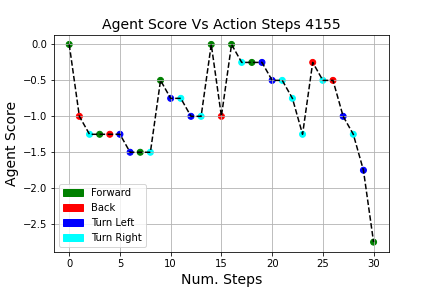 Agent Score Vs Action Steps 4155
Agent Score
0.0
−0.5
−1.0
−1.5
−2.0
−2.5
Forward
Back
Turn Left
Turn Right
0 5 10 15 20 25 30
Num. Steps